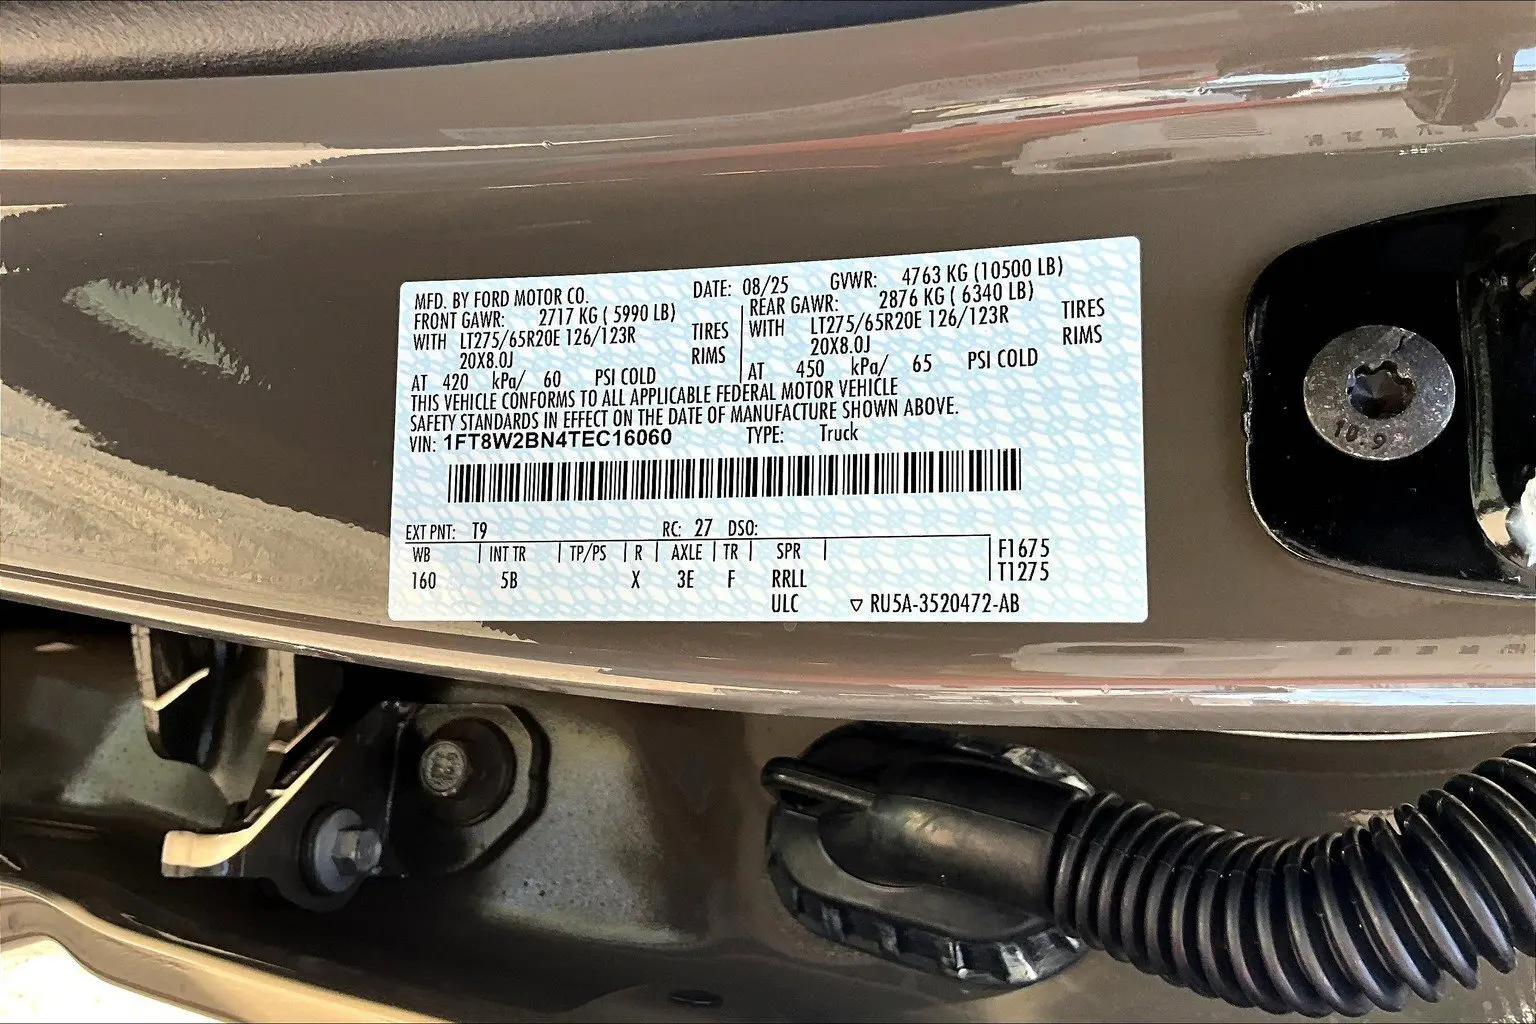 MFD. BY FORD MOTOR CO. DATE: 08/25 GVWR: 4763 KG (10500 LB)
FRONT GAWR: 2717 KG ( 5990 LB) REAR GAWR: 2876 KG ( 6340 LB)
WITH LT275/65R20E 126/123R TIRES WITH LT275/65R20E 126/123R TIRES
20X8.0J RIMS 20X8.0J RIMS
AT 420 kPa/ 60 PSI COLD AT 450 kPa/ 65 PSI COLD
THIS VEHICLE CONFORMS TO ALL APPLICABLE FEDERAL MOTOR VEHICLE
SAFETY STANDARDS IN EFFECT ON THE DATE OF MANUFACTURE SHOWN ABOVE.
VIN: 1FT8W2BN4TEC16060 TYPE: Truck
EXT PNT: T9 RC: 27 DSO:
WB | INT TR | TP/PS | R | AXLE | TR | SPR | F1675
160 5B X 3E F RRLL T1275
ULC ▽ RU5A-3520472-AB
10.9